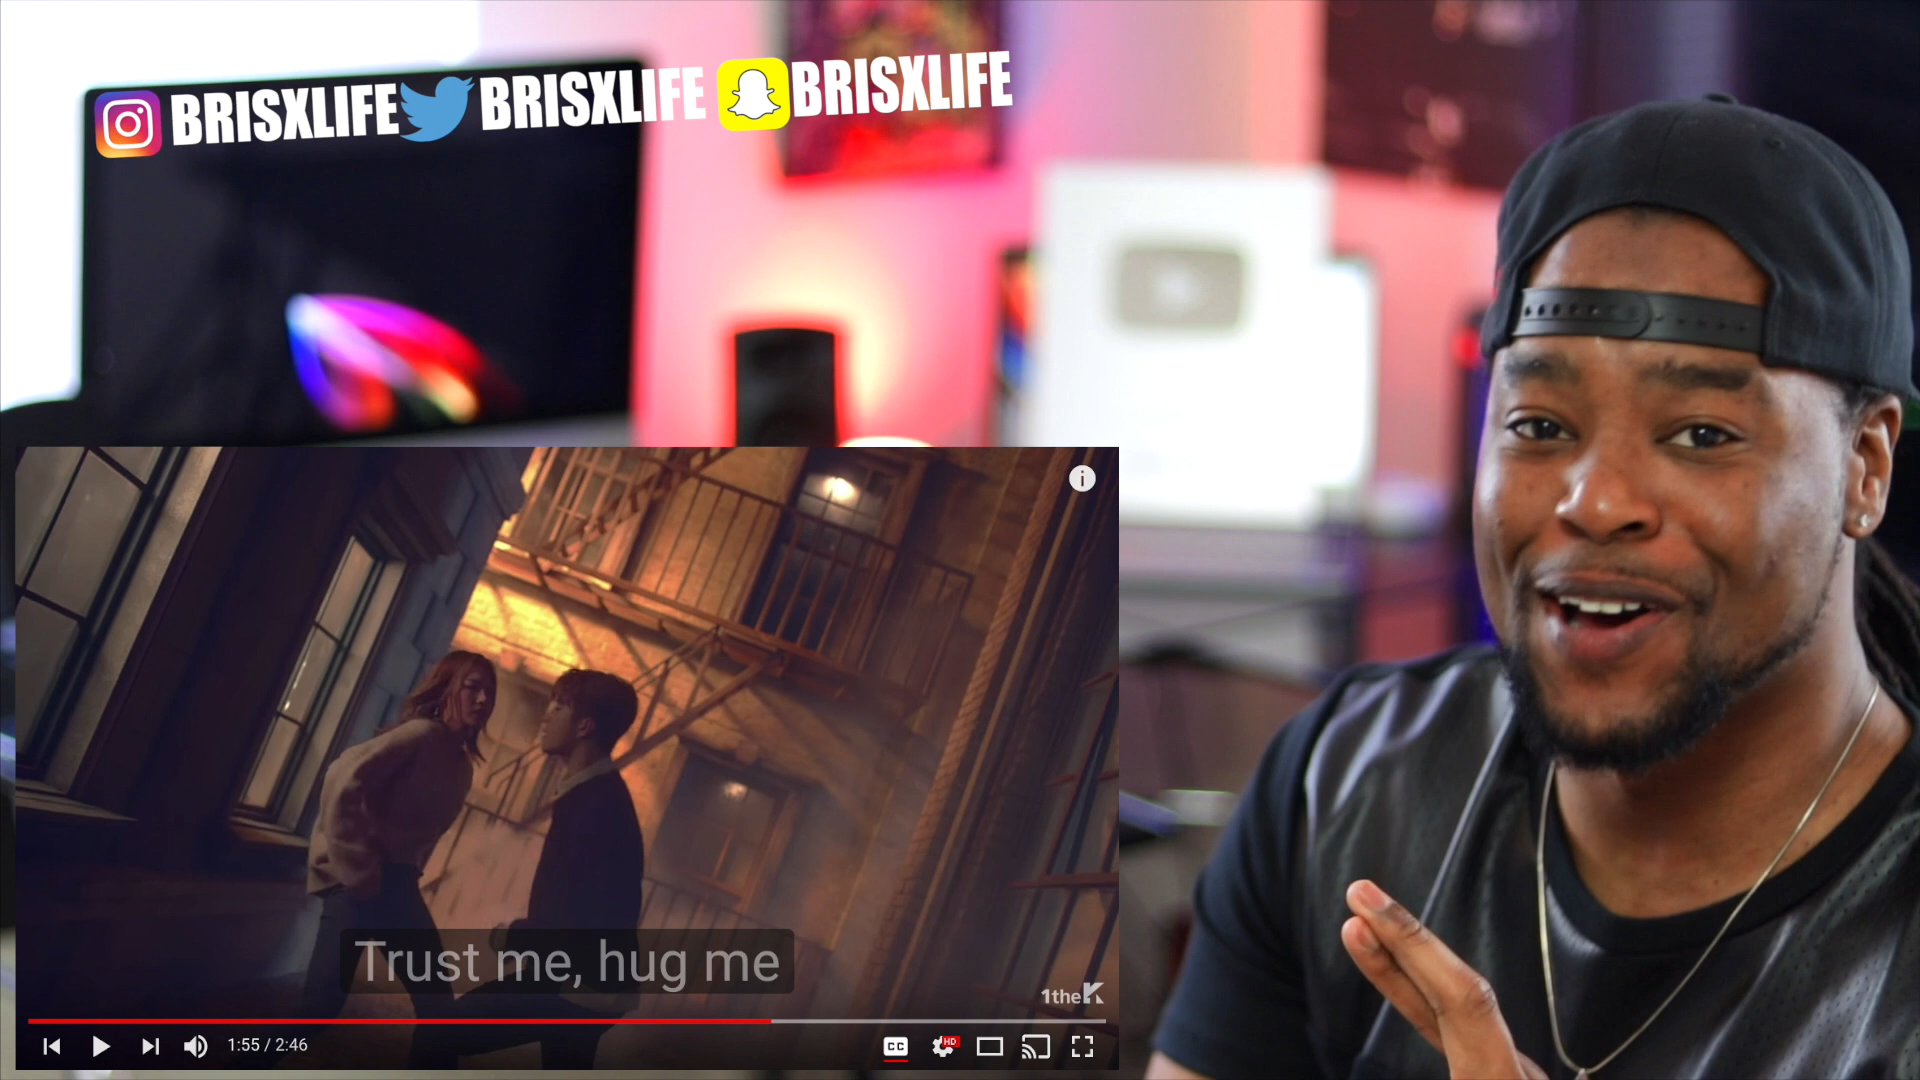 BRISXLIFE BRISXLIFE BRISXLIFE
i
Trust me, hug me
1theK
1:55 / 2:46
CC HD